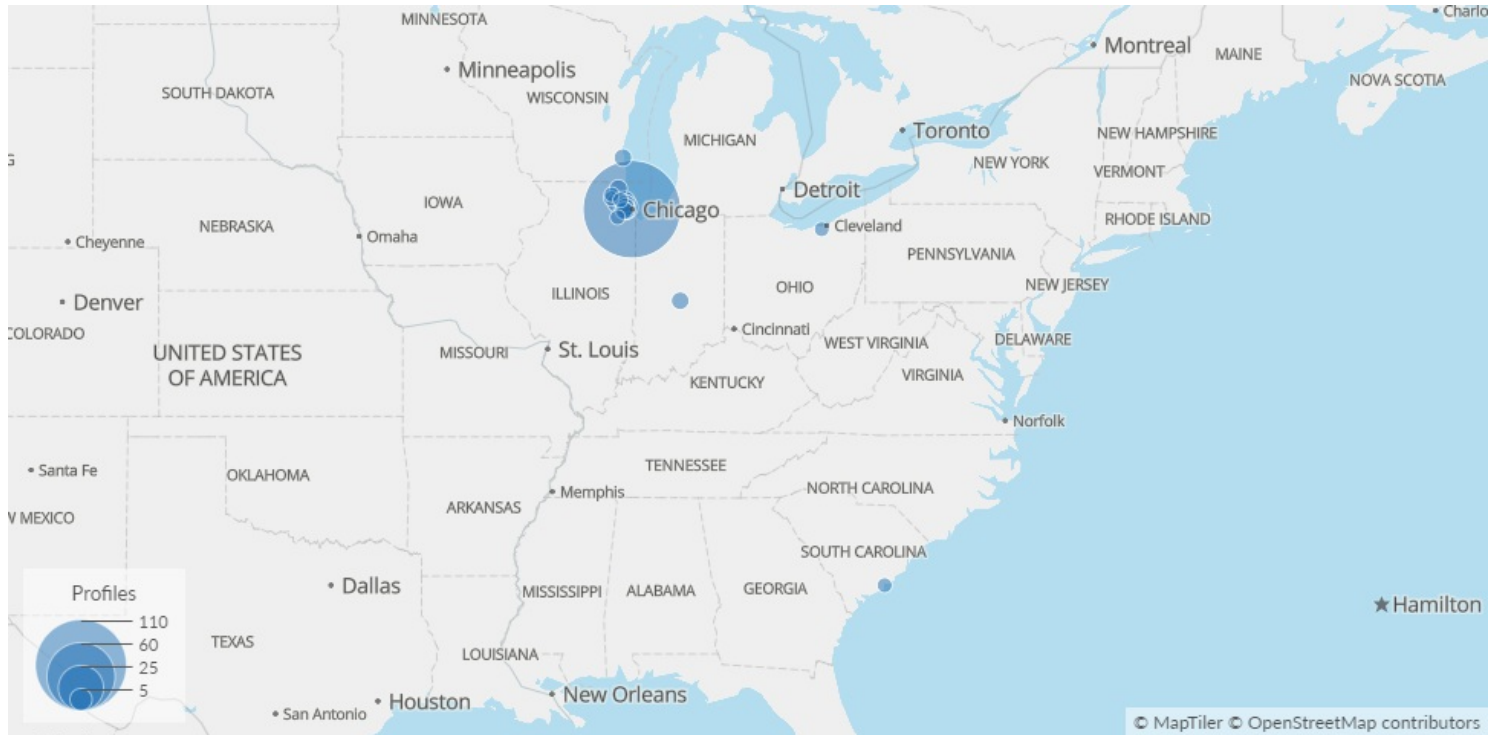 MINNESOTA
Charlo
Montreal
MAINE
Minneapolis
NOVA SCOTIA
SOUTH DAKOTA
WISCONSIN
Toronto
NEW HAMPSHIRE
MICHIGAN
G
NEW YORK
VERMONT
Detroit
IOWA
Chicago
RHODE ISLAND
NEBRASKA
Cleveland
Omaha
Cheyenne
PENNSYLVANIA
NEW JERSEY
OHIO
ILLINOIS
Denver
Cincinnati
COLORADO
DELAWARE
WEST VIRGINIA
St. Louis
MISSOURI
UNITED STATES
OF AMERICA
VIRGINIA
KENTUCKY
Norfolk
TENNESSEE
Santa Fe
OKLAHOMA
NORTH CAROLINA
Memphis
ARKANSAS
W MEXICO
SOUTH CAROLINA
Dallas
MISSISSIPPI
ALABAMA
GEORGIA
Profiles
110
60
25
5
Hamilton
TEXAS
LOUISIANA
New Orleans
Houston
San Antonio
© MapTiler © OpenStreetMap contributors